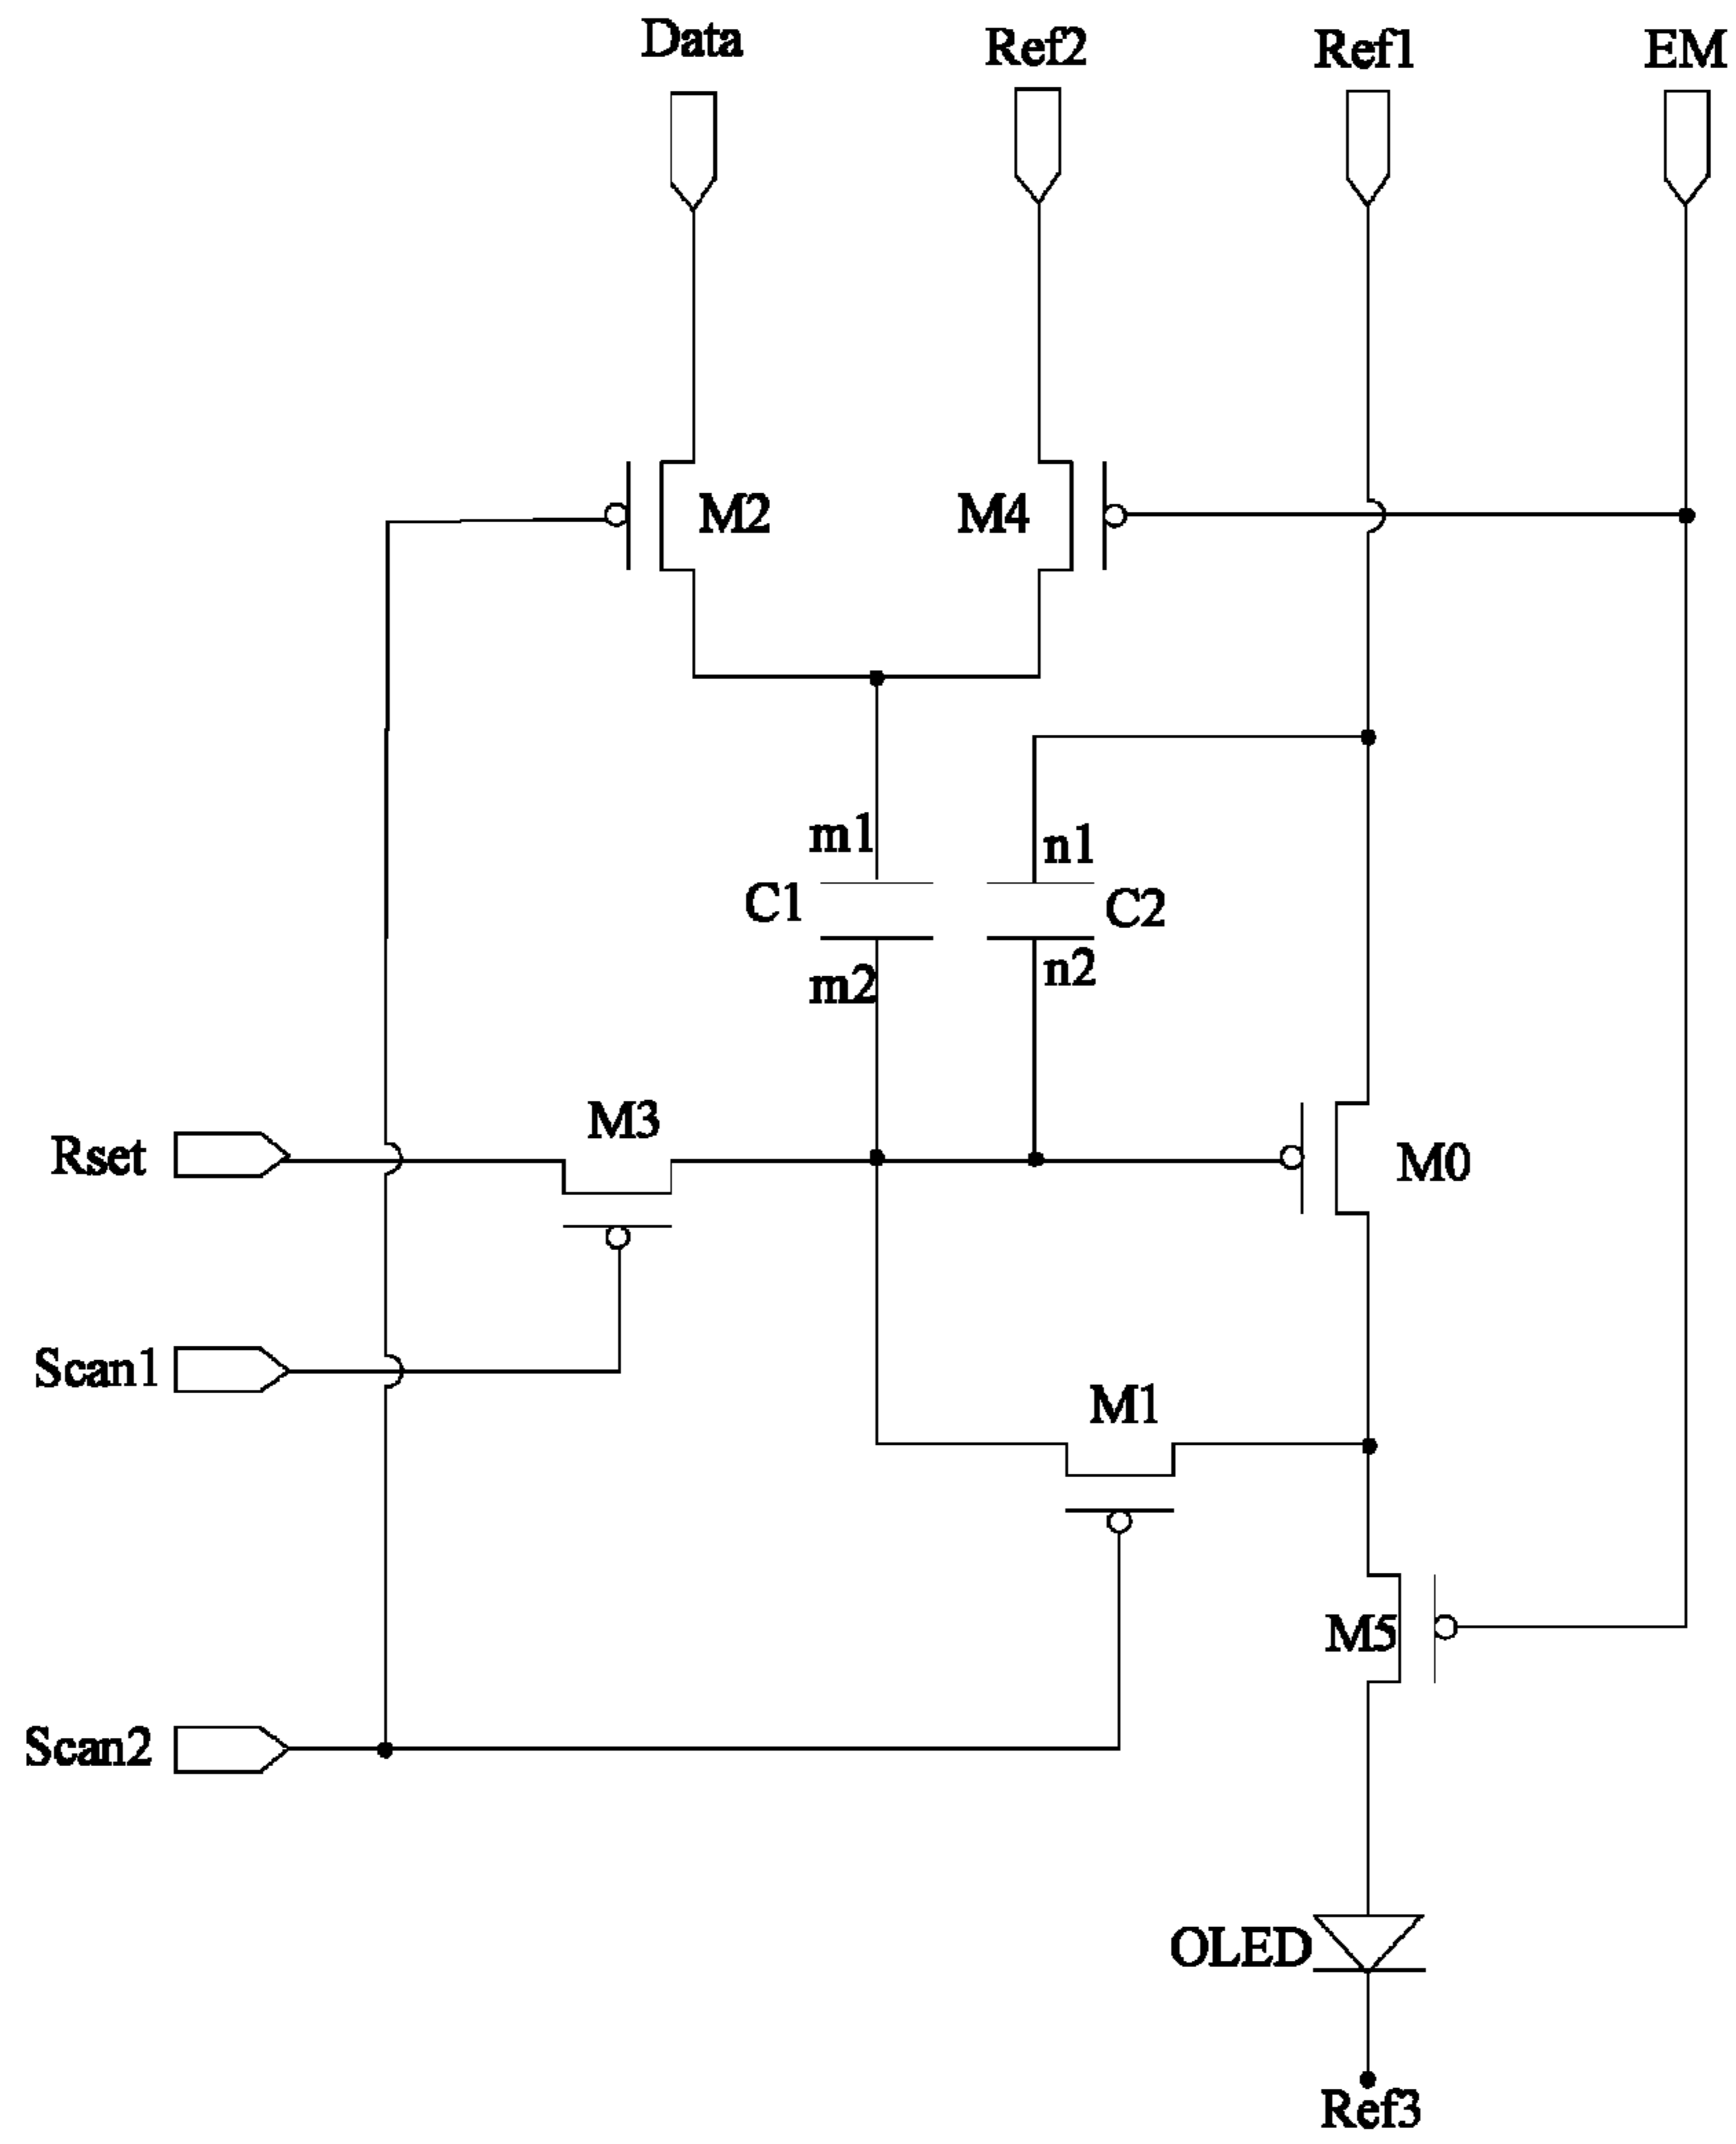 Data
Ref2
Ref1
EM
M2
M4
m1
n1
C1
C2
m2
n2
M3
Rset
M0
Scan1
M1
M5
Scan2
OLED
Ref3